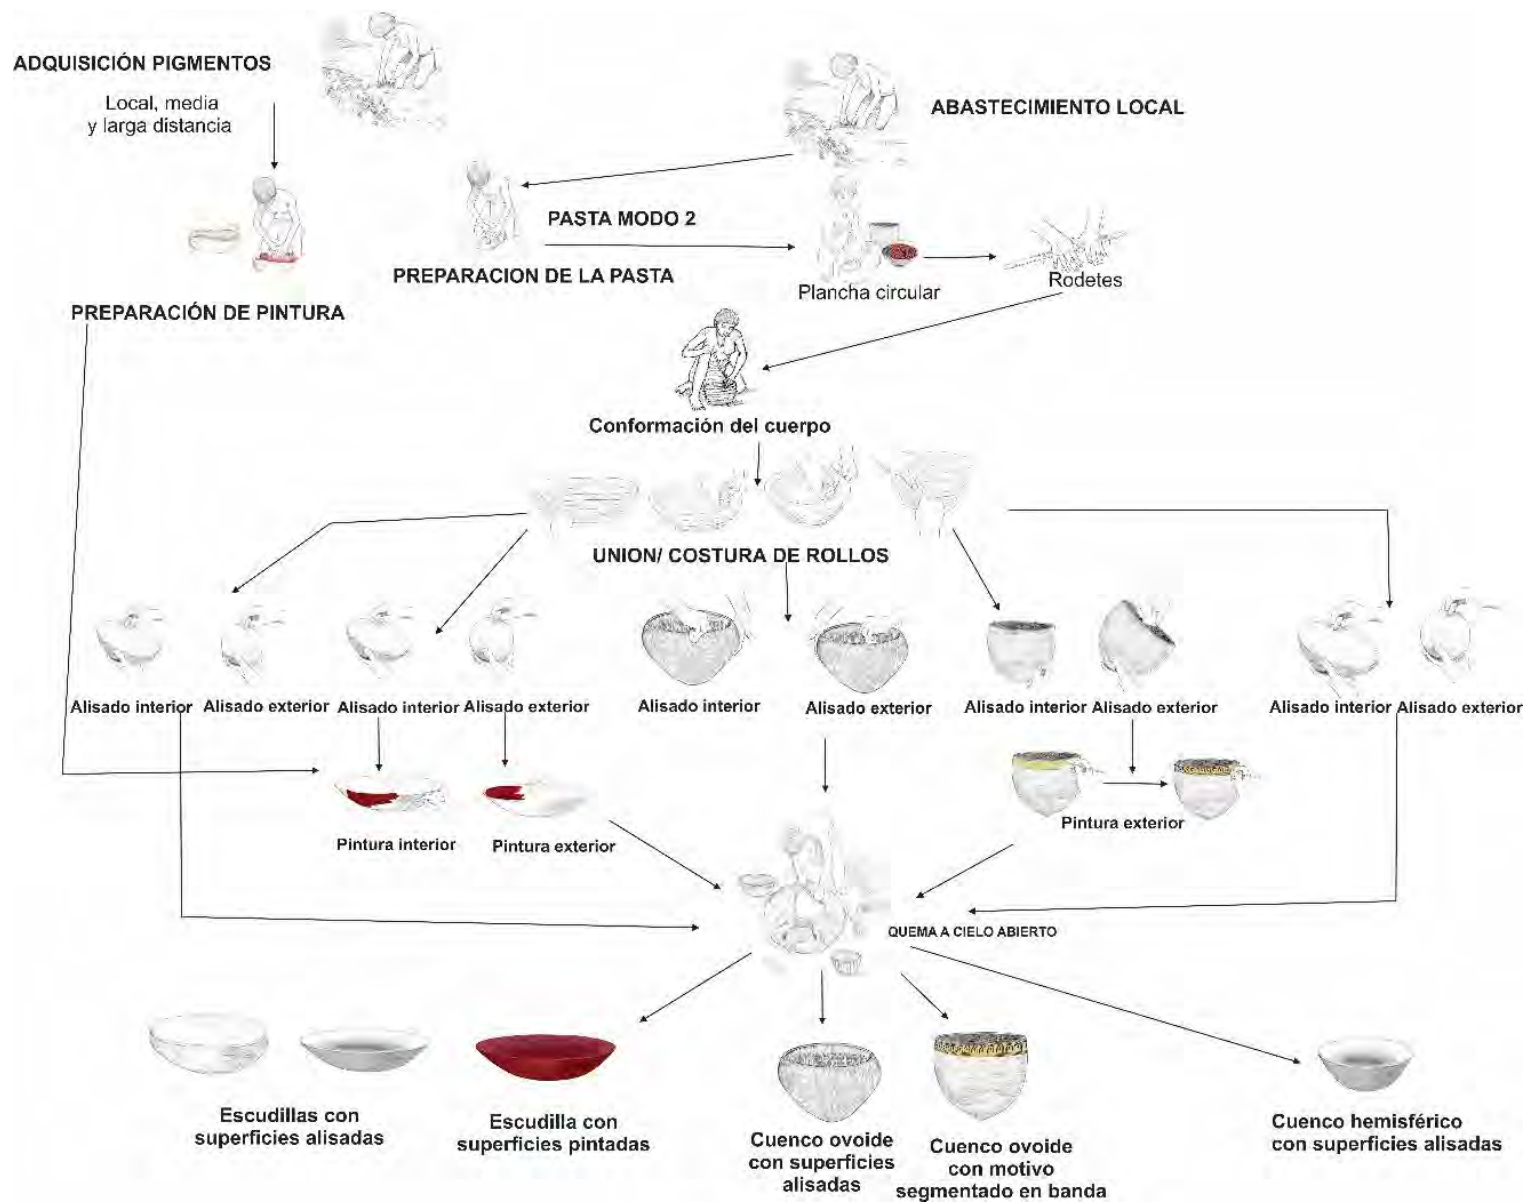 ADQUISICIÓN PIGMENTOS
Local, media
y larga distancia
ABASTECIMIENTO LOCAL
PASTA MODO 2
PREPARACION DE LA PASTA
Plancha circular
Rodetes
PREPARACIÓN DE PINTURA
Conformación del cuerpo
UNION/ COSTURA DE ROLLOS
Alisado interior
Alisado exterior
Alisado interior
Alisado exterior
Alisado interior
Alisado exterior
Alisado interior
Alisado exterior
Alisado interior
Alisado exterior
Pintura interior
Pintura exterior
Pintura exterior
QUEMA A CIELO ABIERTO
Escudillas con
superficies alisadas
Escudilla con
superficies pintadas
Cuenco ovoide
con superficies
alisadas
Cuenco ovoide
con motivo
segmentado en banda
Cuenco hemisférico
con superficies alisadas